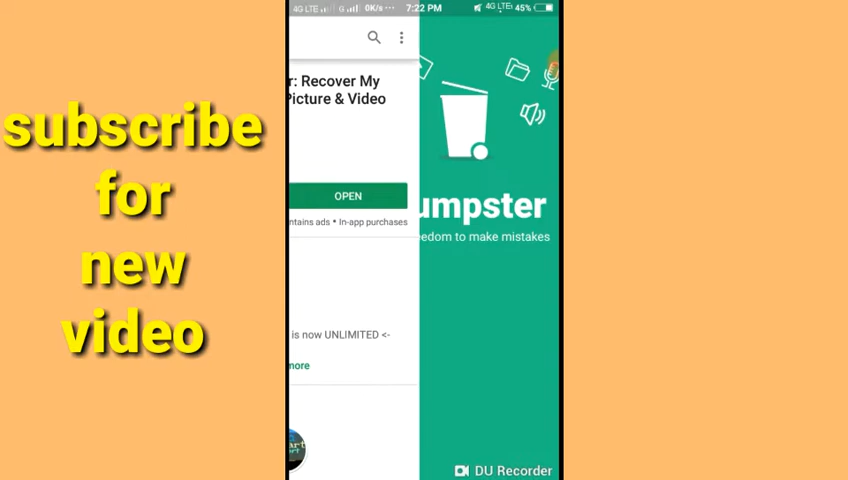 subscribe
for
new
video
4G LTE 0K/s ... 7:22 PM 4G LTE 45%
r: Recover My
Picture & Video
OPEN
ntains ads • In-app purchases
is now UNLIMITED <-
more
umpster
edom to make mistakes
DU Recorder